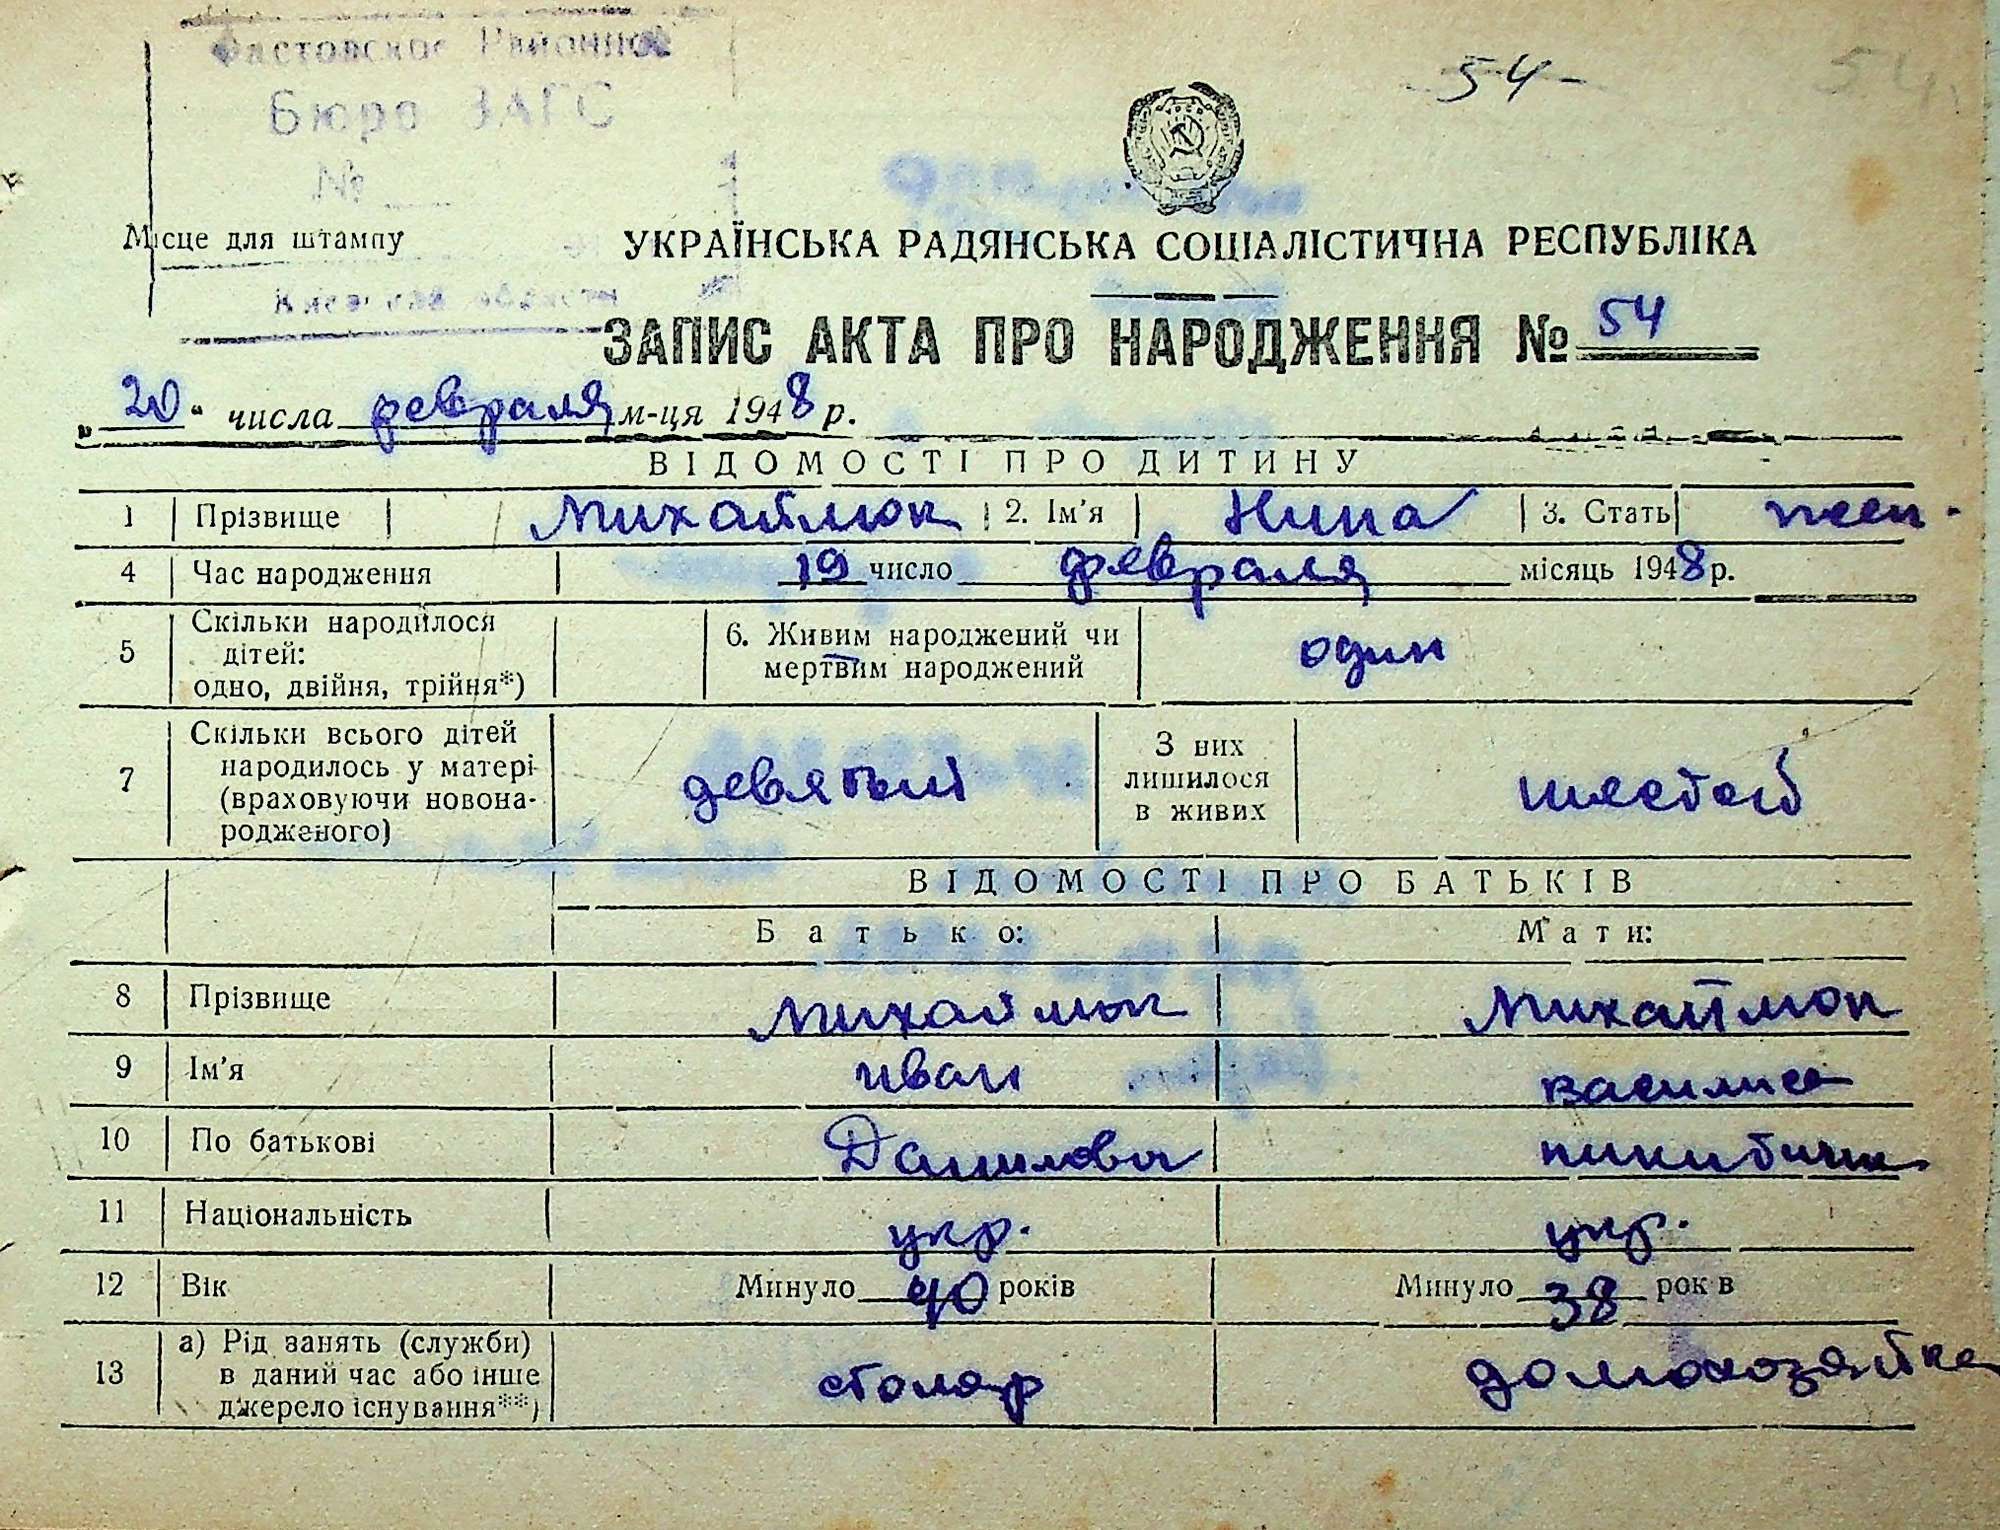 Фастовское Районное
Бюро ЗАГС
№
-54-
54
Місце для штампу
Киевской области
УКРАЇНСЬКА РАДЯНСЬКА СОЦІАЛІСТИЧНА РЕСПУБЛІКА
ЗАПИС АКТА ПРО НАРОДЖЕННЯ № 54
„20“ числа февраля м-ця 1948 р.
ВІДОМОСТІ ПРО ДИТИНУ
1 Прізвище Михайлюк 2. Ім'я Нина 3. Стать жен.
4 Час народження 19 число февраля місяць 1948 р.
5 Скільки народилося дітей: одно, двійня, трійня*) 6. Живим народжений чи мертвим народжений один
7 Скільки всього дітей народилось у матері (враховуючи новонародженого) девятый З них лишилося в живих шестой
ВІДОМОСТІ ПРО БАТЬКІВ
Батько: Мати:
8 Прізвище Михайлюк Михайлюк
9 Ім'я иван василиса
10 По батькові Данилович никитична
11 Національність укр. укр.
12 Вік Минуло 40 років Минуло 38 років
13 а) Рід занять (служби) в даний час або інше джерело існування**) столяр домохозяйка